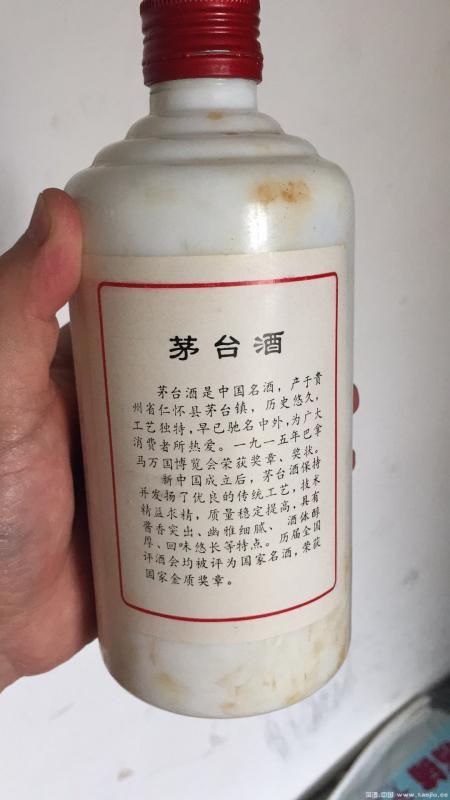 茅台酒
茅台酒是中国名酒，产于贵
州省仁怀县茅台镇，历史悠久，
工艺独特，早已驰名中外，为广大
消费者所热爱。一九一五年巴拿
马万国博览会荣获奖章、奖状。
新中国成立后，茅台酒保持
并发扬了优良的传统工艺，技术
精益求精，质量稳定提高，具有
酱香突出、幽雅细腻、酒体醇
厚、回味悠长等特点。历届全国
评酒会均被评为国家名酒，荣获
国家金质奖章。
www.taojiu.cc